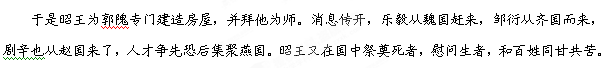 于是昭王为郭隗专门建造房屋，并拜他为师。消息传开，乐毅从魏国赶来，邹衍从齐国而来，
剧辛也从赵国来了，人才争先恐后集聚燕国。昭王又在国中祭奠死者，慰问生者，和百姓同甘共苦。